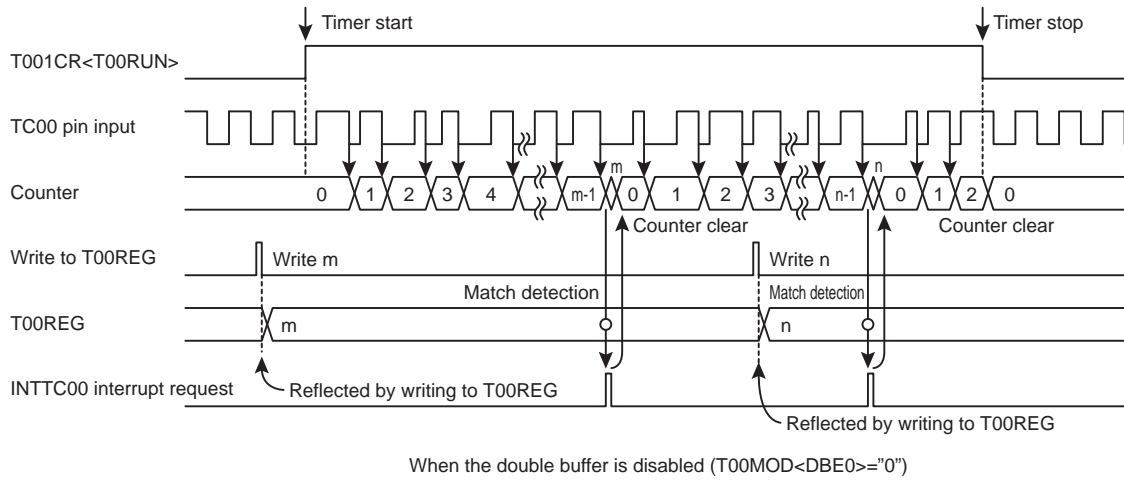 Timer start
Timer stop
T001CR<T00RUN>
TC00 pin input
m
n
Counter
0 1 2 3 4 m-1 0 1 2 3 n-1 0 1 2 0
Counter clear
Counter clear
Write to T00REG
Write m
Write n
Match detection
Match detection
T00REG
m
n
INTTC00 interrupt request
Reflected by writing to T00REG
Reflected by writing to T00REG
When the double buffer is disabled (T00MOD<DBE0>="0")